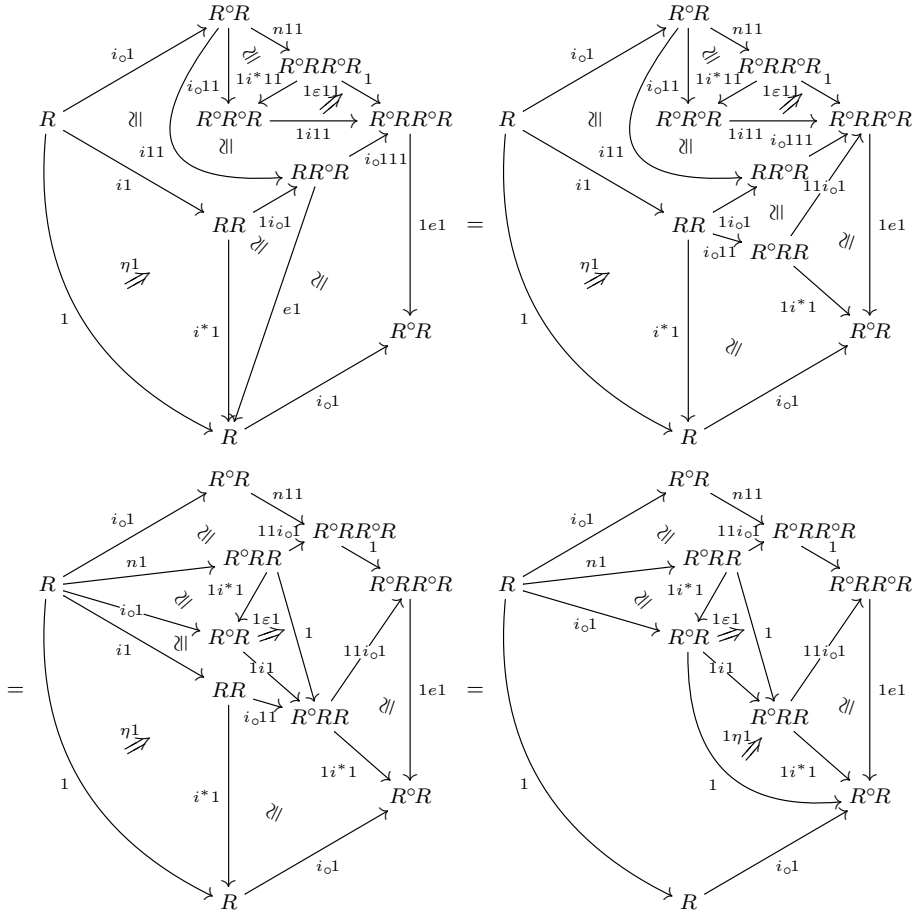 R°R R°R
i∘1 n11 i∘1 n11
≅ R°RR°R ≅ R°RR°R
i∘11 1i*11 1 i∘11 1i*11 1
1ε11 ⇒ 1ε11 ⇒
R ≅ R°R°R R°RR°R R ≅ R°R°R R°RR°R
i11 ≅ 1i11 i∘111 i11 ≅ 1i11 i∘111
i1 RR°R i1 RR°R 11i∘1
RR 1i∘1 1e1 = RR 1i∘1 ≅ 1e1
≅ i∘11 R°RR ≅
η1 ⇒ ≅ η1 ⇒
1 i*1 e1 R°R 1 i*1 1i*1 R°R
≅
i∘1 i∘1
R R
R°R R°R
i∘1 n11 i∘1 n11
≅ 11i∘1 R°RR°R ≅ 11i∘1 R°RR°R
n1 R°RR 1 n1 R°RR 1
R 1i*1 R°RR°R R 1i*1 R°RR°R
i∘1 ≅ 1ε1 ⇒ ≅ 1ε1 ⇒
i1 ≅ R°R 1 11i∘1 i∘1 R°R 1 11i∘1
1i1 1i1
= RR ≅ 1e1 = ≅ 1e1
i∘11 R°RR R°RR
η1 ⇒ 1η1 ⇒
1 i*1 1i*1 1 1 1i*1
≅ R°R R°R
i∘1 i∘1
R R